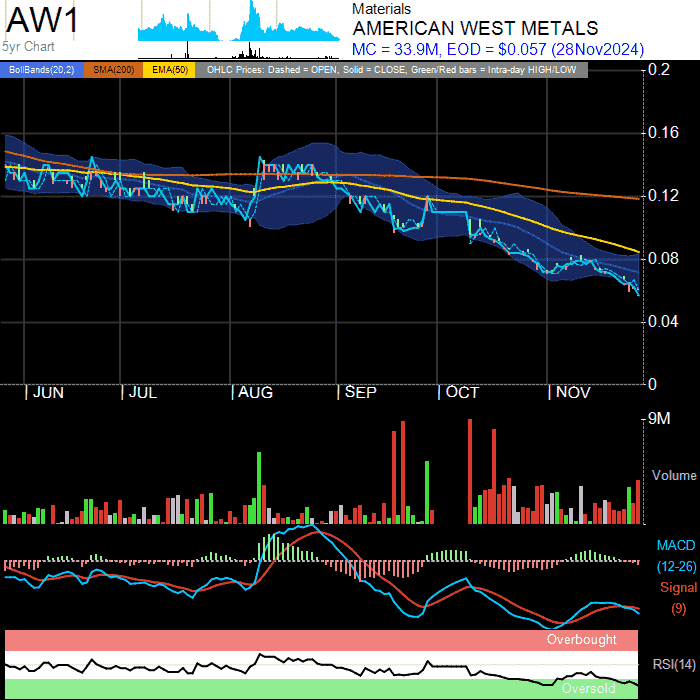 AW1
5yr Chart
Materials
AMERICAN WEST METALS
MC = 33.9M, EOD = $0.057 (28Nov2024)
BollBands(20,2) SMA(200) EMA(50) OHLC Prices: Dashed = OPEN, Solid = CLOSE, Green/Red bars = Intra-day HIGH/LOW
0.2
0.16
0.12
0.08
0.04
0
JUN JUL AUG SEP OCT NOV
9M
Volume
MACD
(12-26)
Signal
(9)
Overbought
RSI(14)
Oversold